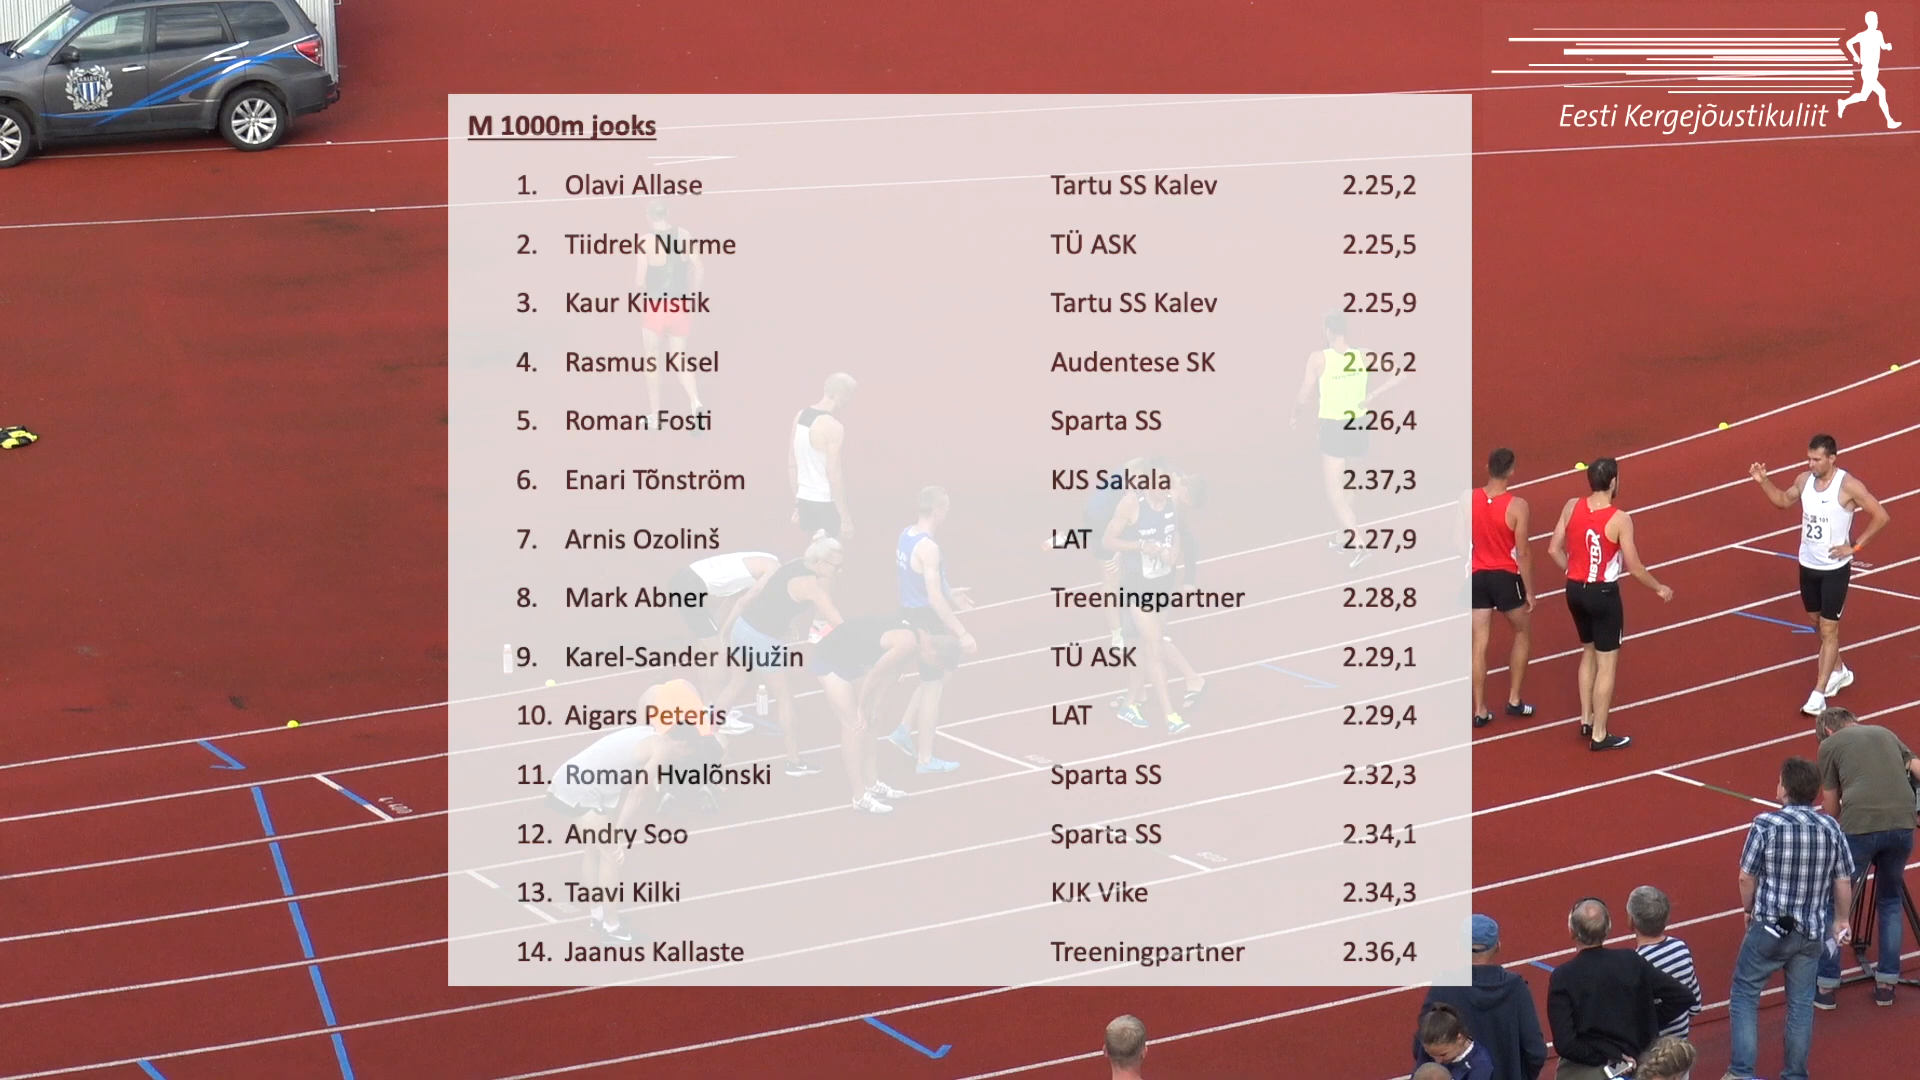 Eesti Kergejõustikuliit
M 1000m jooks
1. Olavi Allase Tartu SS Kalev 2.25,2
2. Tiidrek Nurme TÜ ASK 2.25,5
3. Kaur Kivistik Tartu SS Kalev 2.25,9
4. Rasmus Kisel Audentese SK 2.26,2
5. Roman Fosti Sparta SS 2.26,4
6. Enari Tõnström KJS Sakala 2.37,3
7. Arnis Ozolinš LAT 2.27,9
8. Mark Abner Treeningpartner 2.28,8
9. Karel-Sander Kljužin TÜ ASK 2.29,1
10. Aigars Peteris LAT 2.29,4
11. Roman Hvalõnski Sparta SS 2.32,3
12. Andry Soo Sparta SS 2.34,1
13. Taavi Kilki KJK Vike 2.34,3
14. Jaanus Kallaste Treeningpartner 2.36,4
KALEV
23